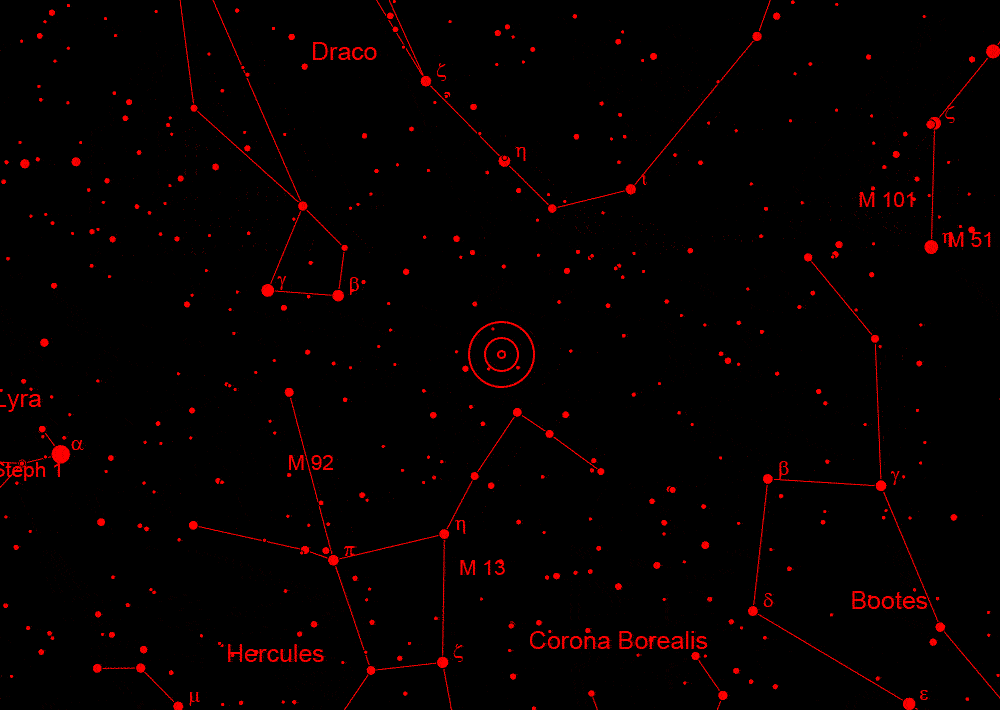 Draco
ζ
ζ
η
ι
M 101
η
M 51
γ
β
Lyra
α
Steph 1
M 92
β
γ
η
π
M 13
δ
Bootes
Corona Borealis
Hercules
ζ
μ
ε